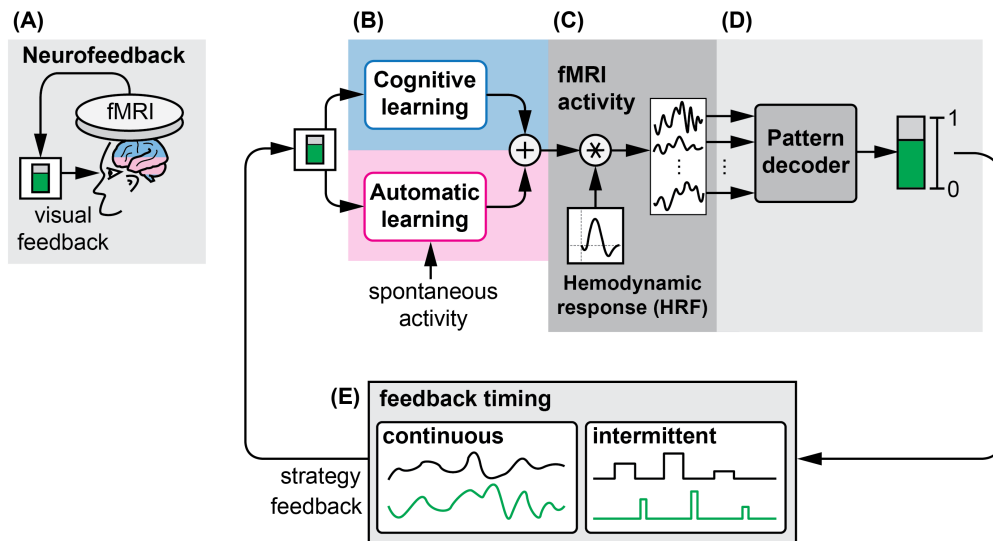 (A)
Neurofeedback
fMRI
visual
feedback
(B)
Cognitive
learning
+
Automatic
learning
spontaneous
activity
(C)
fMRI
activity
*
Hemodynamic
response (HRF)
(D)
Pattern
decoder
1
0
(E)
feedback timing
continuous
intermittent
strategy
feedback